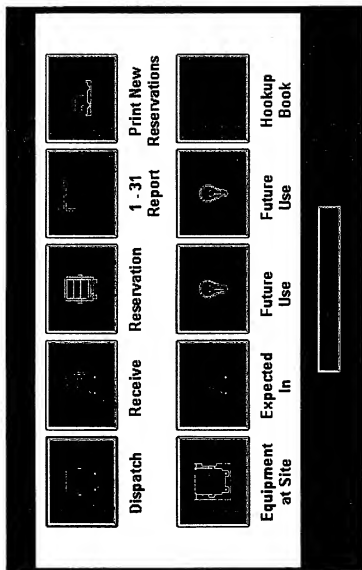 Dispatch
Receive
Reservation
1 - 31
Report
Print New
Reservations
Equipment
at Site
Expected
In
Future
Use
Future
Use
Hookup
Book